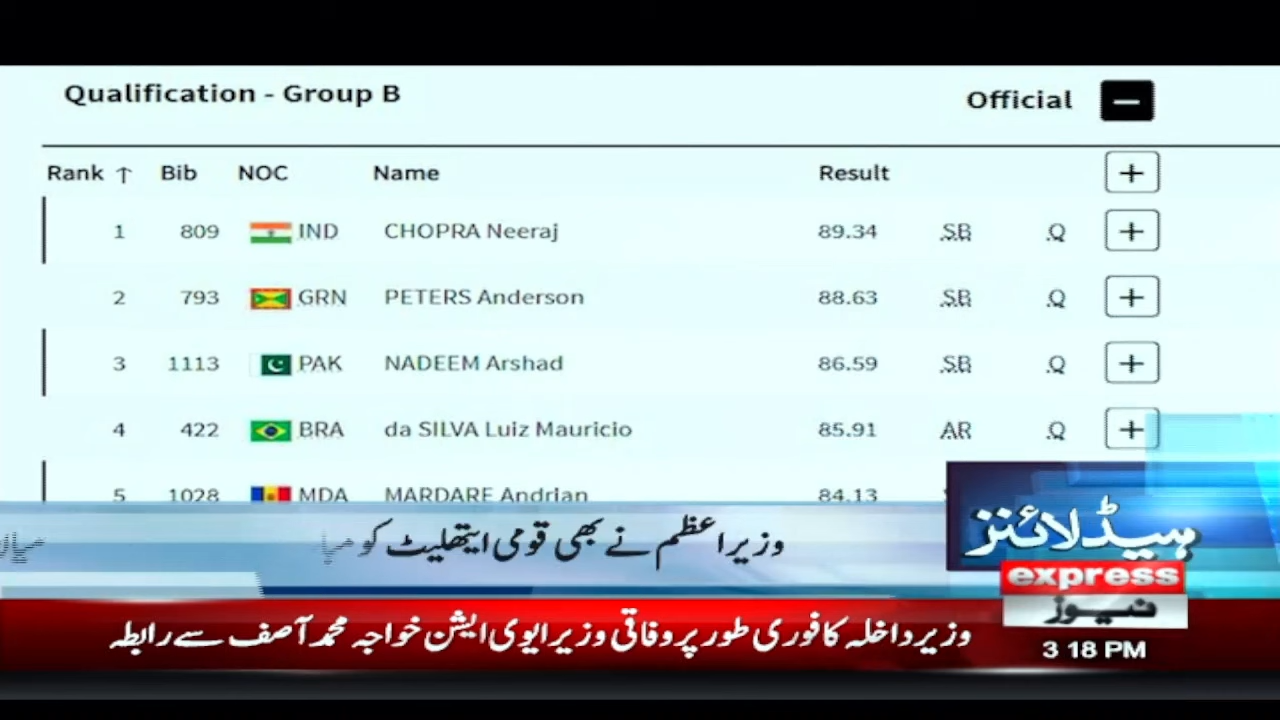 Qualification - Group B
Official
Rank ↑ Bib NOC Name Result
1 809 IND CHOPRA Neeraj 89.34 SB Q
2 793 GRN PETERS Anderson 88.63 SB Q
3 1113 PAK NADEEM Arshad 86.59 SB Q
4 422 BRA da SILVA Luiz Mauricio 85.91 AR Q
5 1028 MDA MARDARE Andrian 84.13
ہیڈلائنز
وزیراعظم نے بھی قومی ایتھلیٹ کو
express
نیوز
وزیرداخلہ کا فوری طور پر وفاقی وزیر ایوی ایشن خواجہ محمد آصف سے رابطہ
3:18 PM